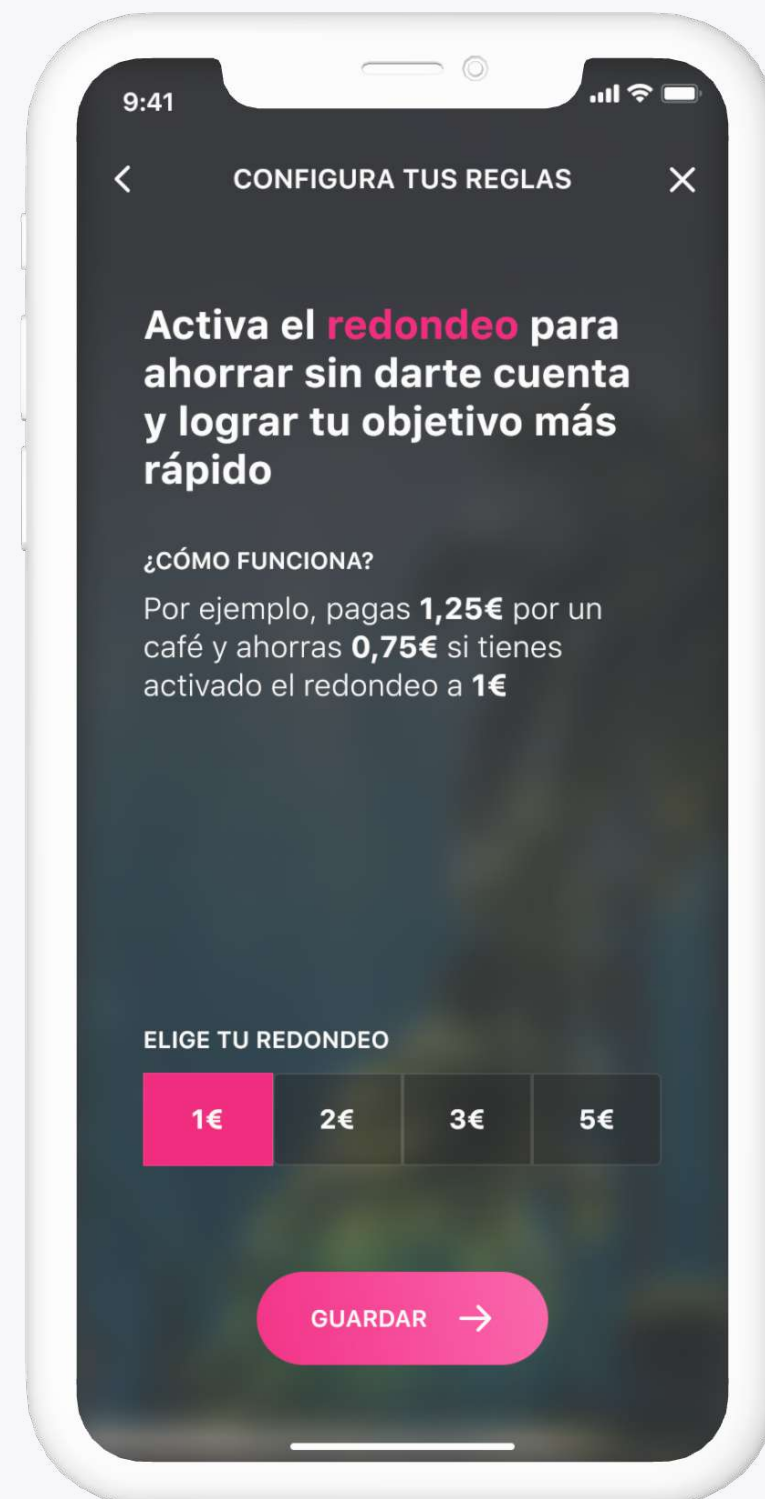 9:41
CONFIGURA TUS REGLAS
Activa el redondeo para
ahorrar sin darte cuenta
y lograr tu objetivo más
rápido
¿CÓMO FUNCIONA?
Por ejemplo, pagas 1,25€ por un
café y ahorras 0,75€ si tienes
activado el redondeo a 1€
ELIGE TU REDONDEO
1€ 2€ 3€ 5€
GUARDAR